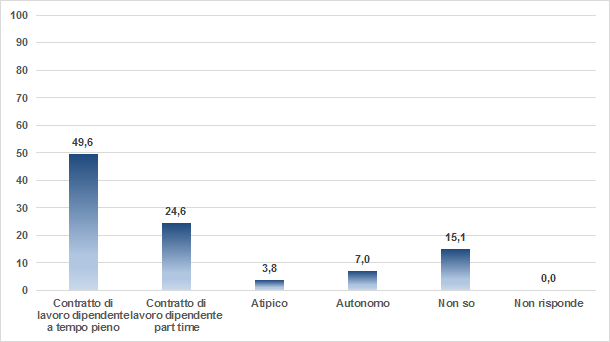 100
90
80
70
60
50
40
30
20
10
0
49,6
24,6
3,8
7,0
15,1
0,0
Contratto di
lavoro dipendente
a tempo pieno
Contratto di
lavoro dipendente
part time
Atipico
Autonomo
Non so
Non risponde